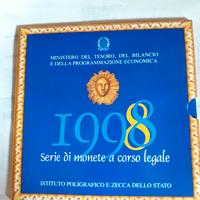 MINISTERO DEL TESORO, DEL BILANCIO
E DELLA PROGRAMMAZIONE ECONOMICA
1998
Serie di monete a corso legale
ISTITUTO POLIGRAFICO E ZECCA DELLO STATO